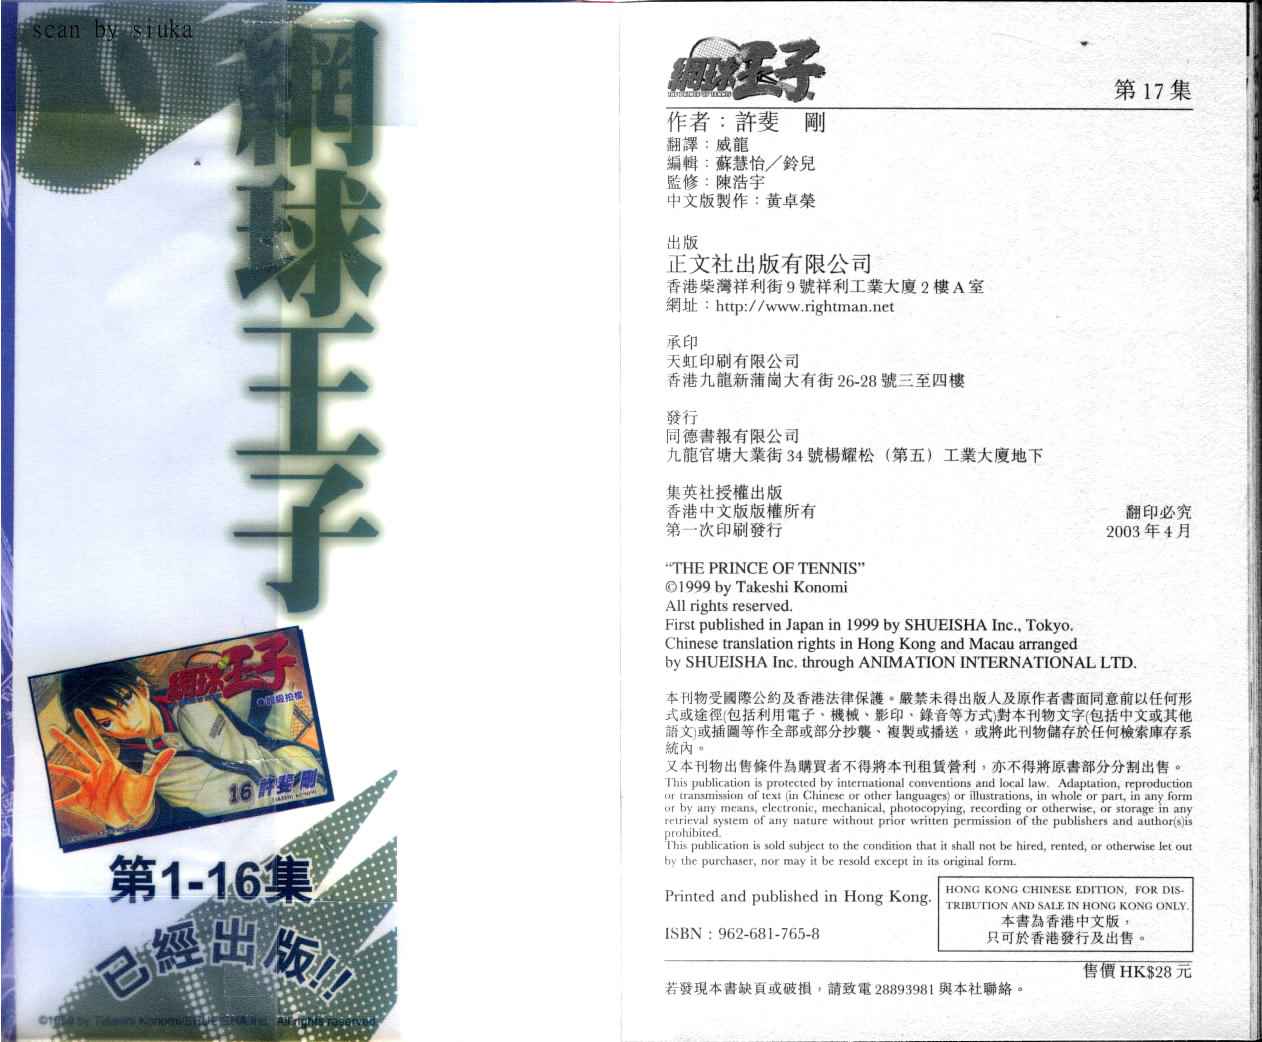 scan by siuka
網球王子
網球王子
超級拍檔
16 許斐 剛
TAKESHI KONOMI
第1-16集
已經出版!!
©1999 by Takeshi Konomi/SHUEISHA Inc. All rights reserved.
網球王子
第 17 集
作者：許斐　剛
翻譯：威龍
編輯：蘇慧怡／鈴兒
監修：陳浩宇
中文版製作：黃卓榮
出版
正文社出版有限公司
香港柴灣祥利街 9 號祥利工業大廈 2 樓 A 室
網址：http://www.rightman.net
承印
天虹印刷有限公司
香港九龍新蒲崗大有街 26-28 號三至四樓
發行
同德書報有限公司
九龍官塘大業街 34 號楊耀松（第五）工業大廈地下
集英社授權出版
香港中文版版權所有 翻印必究
第一次印刷發行 2003 年 4 月
“THE PRINCE OF TENNIS”
©1999 by Takeshi Konomi
All rights reserved.
First published in Japan in 1999 by SHUEISHA Inc., Tokyo.
Chinese translation rights in Hong Kong and Macau arranged
by SHUEISHA Inc. through ANIMATION INTERNATIONAL LTD.
本刊物受國際公約及香港法律保護。嚴禁未得出版人及原作者書面同意前以任何形
式或途徑(包括利用電子、機械、影印、錄音等方式)對本刊物文字(包括中文或其他
語文)或插圖等作全部或部分抄襲、複製或播送，或將此刊物儲存於任何檢索庫存系
統內。
又本刊物出售條件為購買者不得將本刊租賃營利，亦不得將原書部分分割出售。
This publication is protected by international conventions and local law. Adaptation, reproduction
or transmission of text (in Chinese or other languages) or illustrations, in whole or part, in any form
or by any means, electronic, mechanical, photocopying, recording or otherwise, or storage in any
retrieval system of any nature without prior written permission of the publishers and author(s)is
prohibited.
This publication is sold subject to the condition that it shall not be hired, rented, or otherwise let out
by the purchaser, nor may it be resold except in its original form.
Printed and published in Hong Kong.
ISBN : 962-681-765-8
HONG KONG CHINESE EDITION, FOR DIS-
TRIBUTION AND SALE IN HONG KONG ONLY.
本書為香港中文版，
只可於香港發行及出售。
售價 HK$28 元
若發現本書缺頁或破損，請致電 28893981 與本社聯絡。